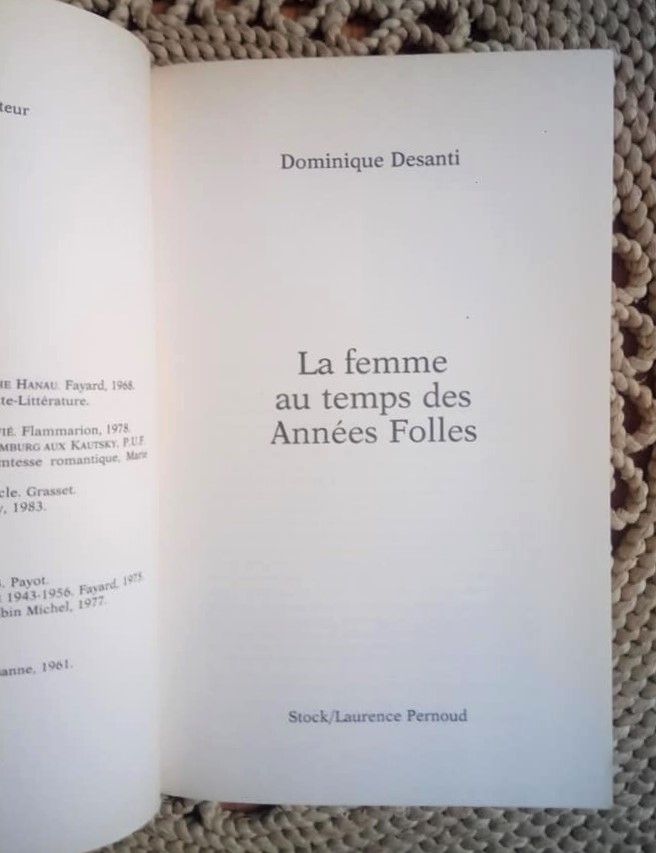 teur
HANAU. Fayard, 1968.
te-Littérature.
VIÉ. Flammarion, 1978.
MBURG AUX KAUTSKY, P.U.F.
mtesse romantique, Marie
cle. Grasset.
, 1983.
. Payot.
1943-1956. Fayard, 1975.
bin Michel, 1977.
anne, 1961.
Dominique Desanti
La femme
au temps des
Années Folles
Stock/Laurence Pernoud